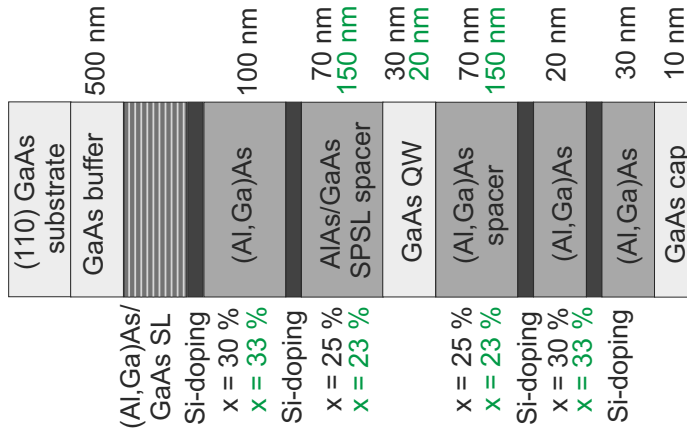 (110) GaAs
substrate
GaAs buffer
500 nm
(Al,Ga)As/
GaAs SL
Si-doping
x = 30 %
x = 33 %
(Al,Ga)As
100 nm
Si-doping
x = 25 %
x = 23 %
AlAs/GaAs
SPSL spacer
70 nm
150 nm
GaAs QW
30 nm
20 nm
x = 25 %
x = 23 %
(Al,Ga)As
spacer
70 nm
150 nm
Si-doping
x = 30 %
x = 33 %
(Al,Ga)As
20 nm
Si-doping
(Al,Ga)As
30 nm
GaAs cap
10 nm